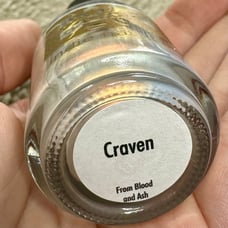 Craven
From Blood
and Ash